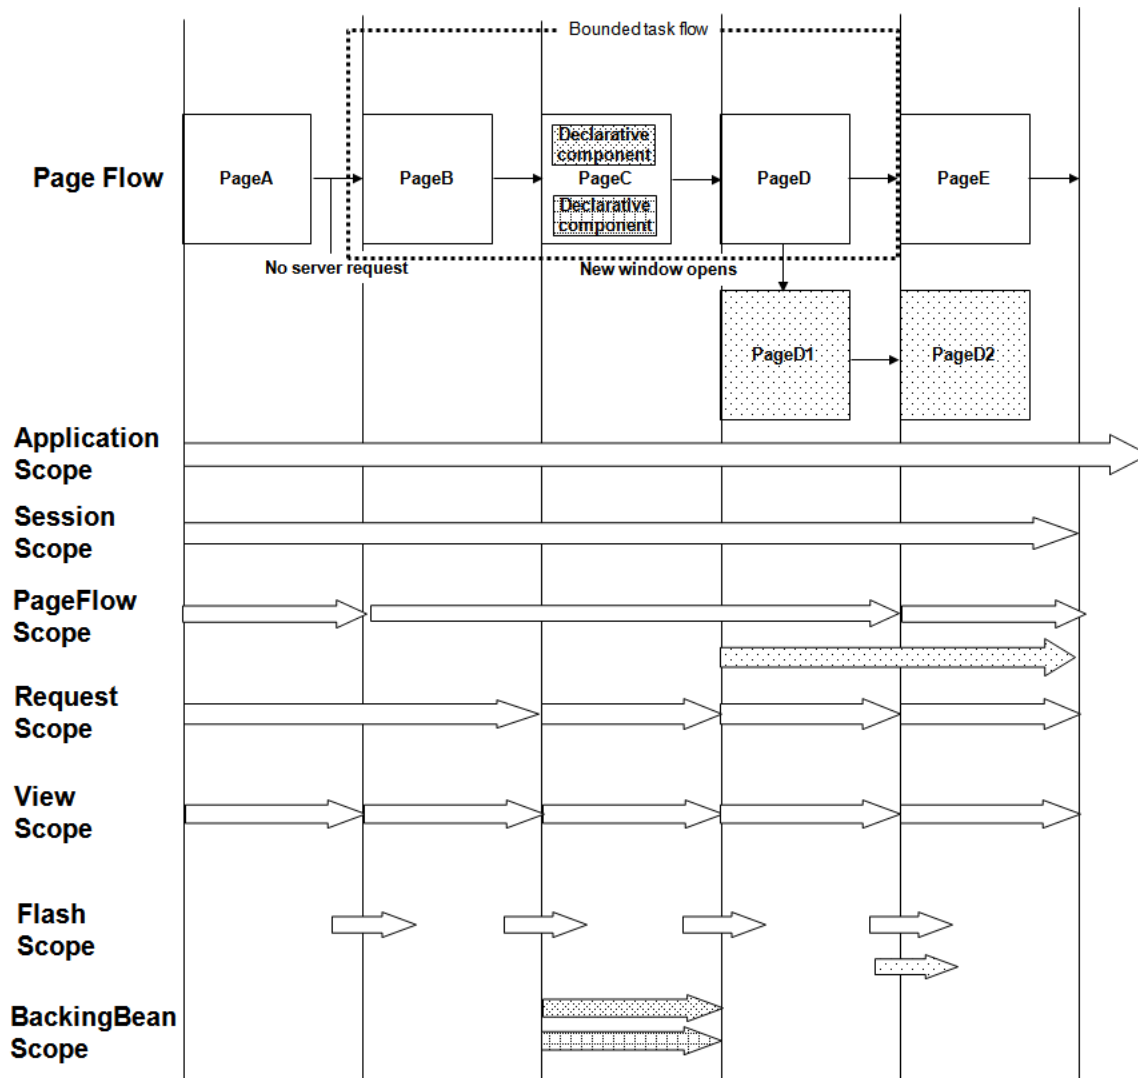 Bounded task flow
Page Flow
PageA
PageB
Declarative
component
PageC
Declarative
component
PageD
PageE
No server request
New window opens
PageD1
PageD2
Application
Scope
Session
Scope
PageFlow
Scope
Request
Scope
View
Scope
Flash
Scope
BackingBean
Scope